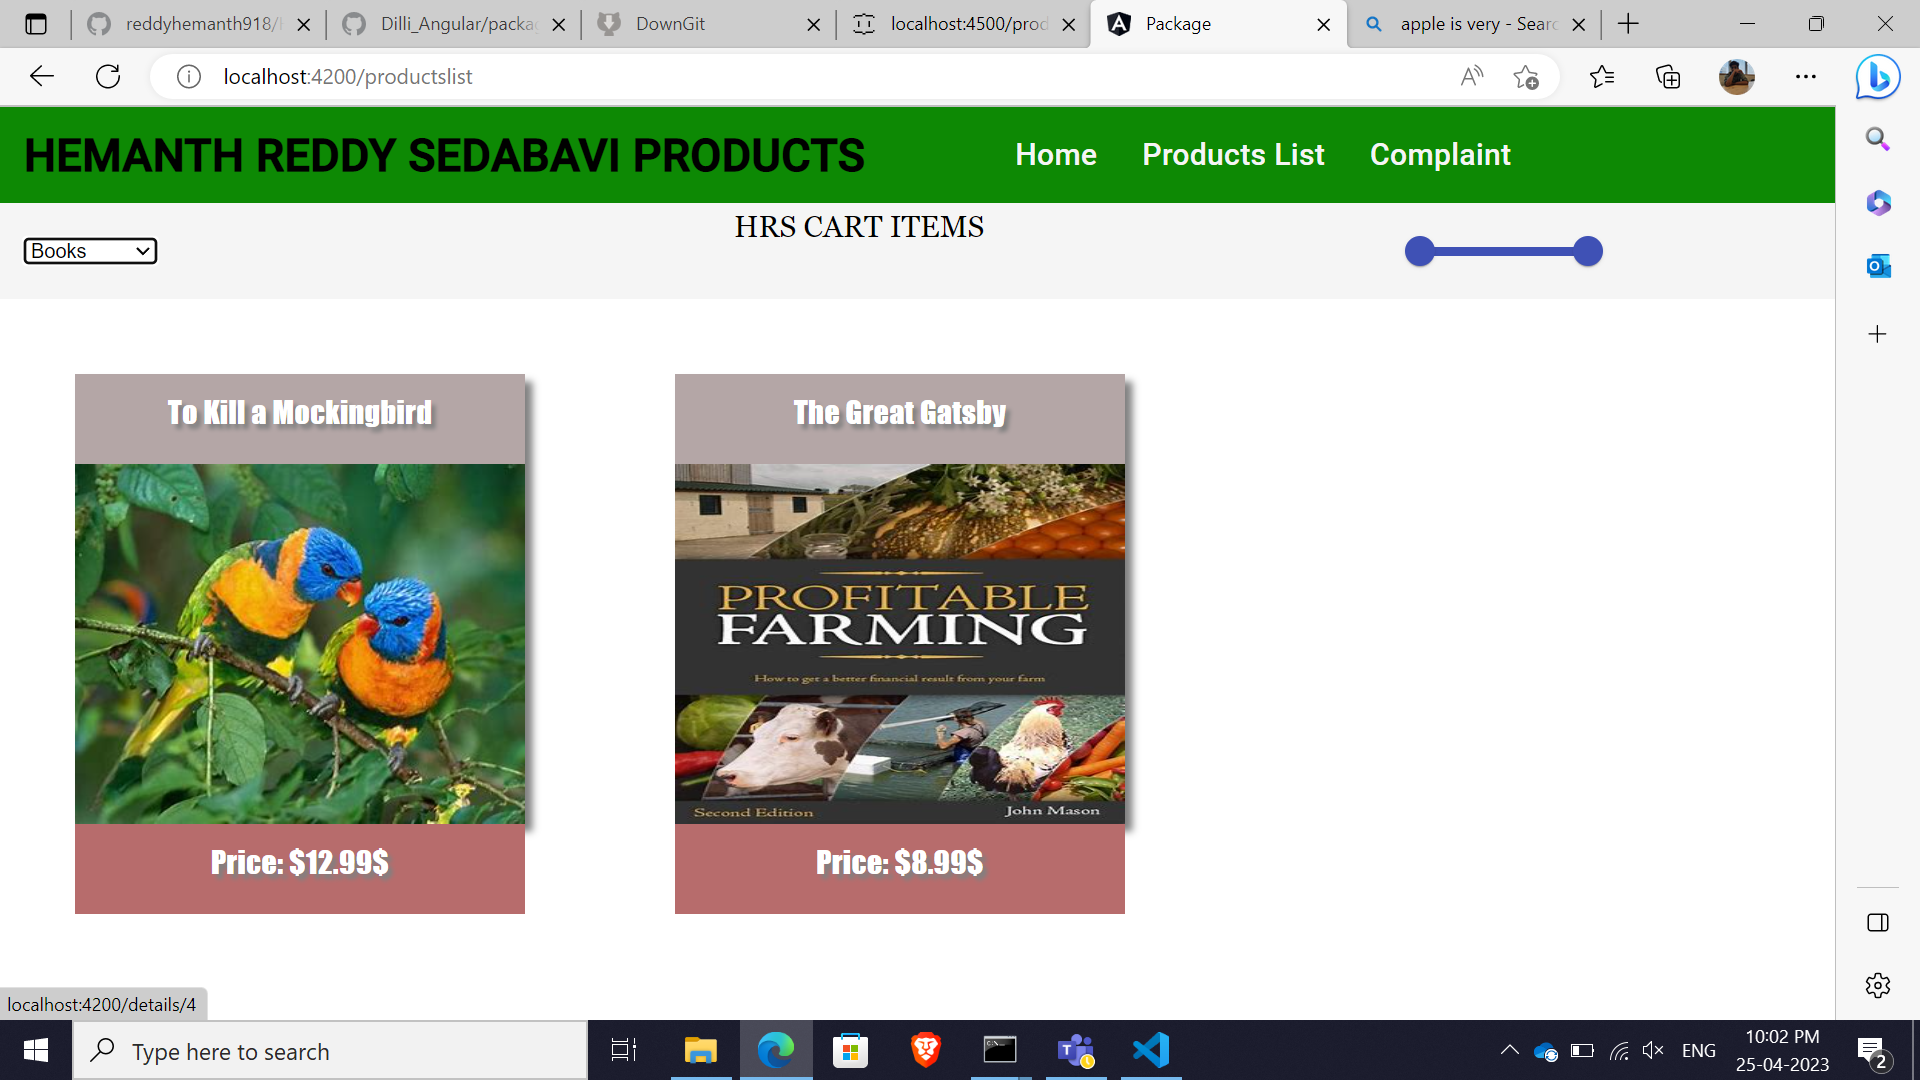 reddyhemanth918/
Dilli_Angular/packa
DownGit
localhost:4500/prod
Package
apple is very - Sear
localhost:4200/productslist
HEMANTH REDDY SEDABAVI PRODUCTS
Home
Products List
Complaint
HRS CART ITEMS
Books
To Kill a Mockingbird
The Great Gatsby
PROFITABLE
FARMING
How to get a better financial result from your farm
Second Edition
John Mason
Price: $12.99$
Price: $8.99$
localhost:4200/details/4
Type here to search
ENG
10:02 PM
25-04-2023
2